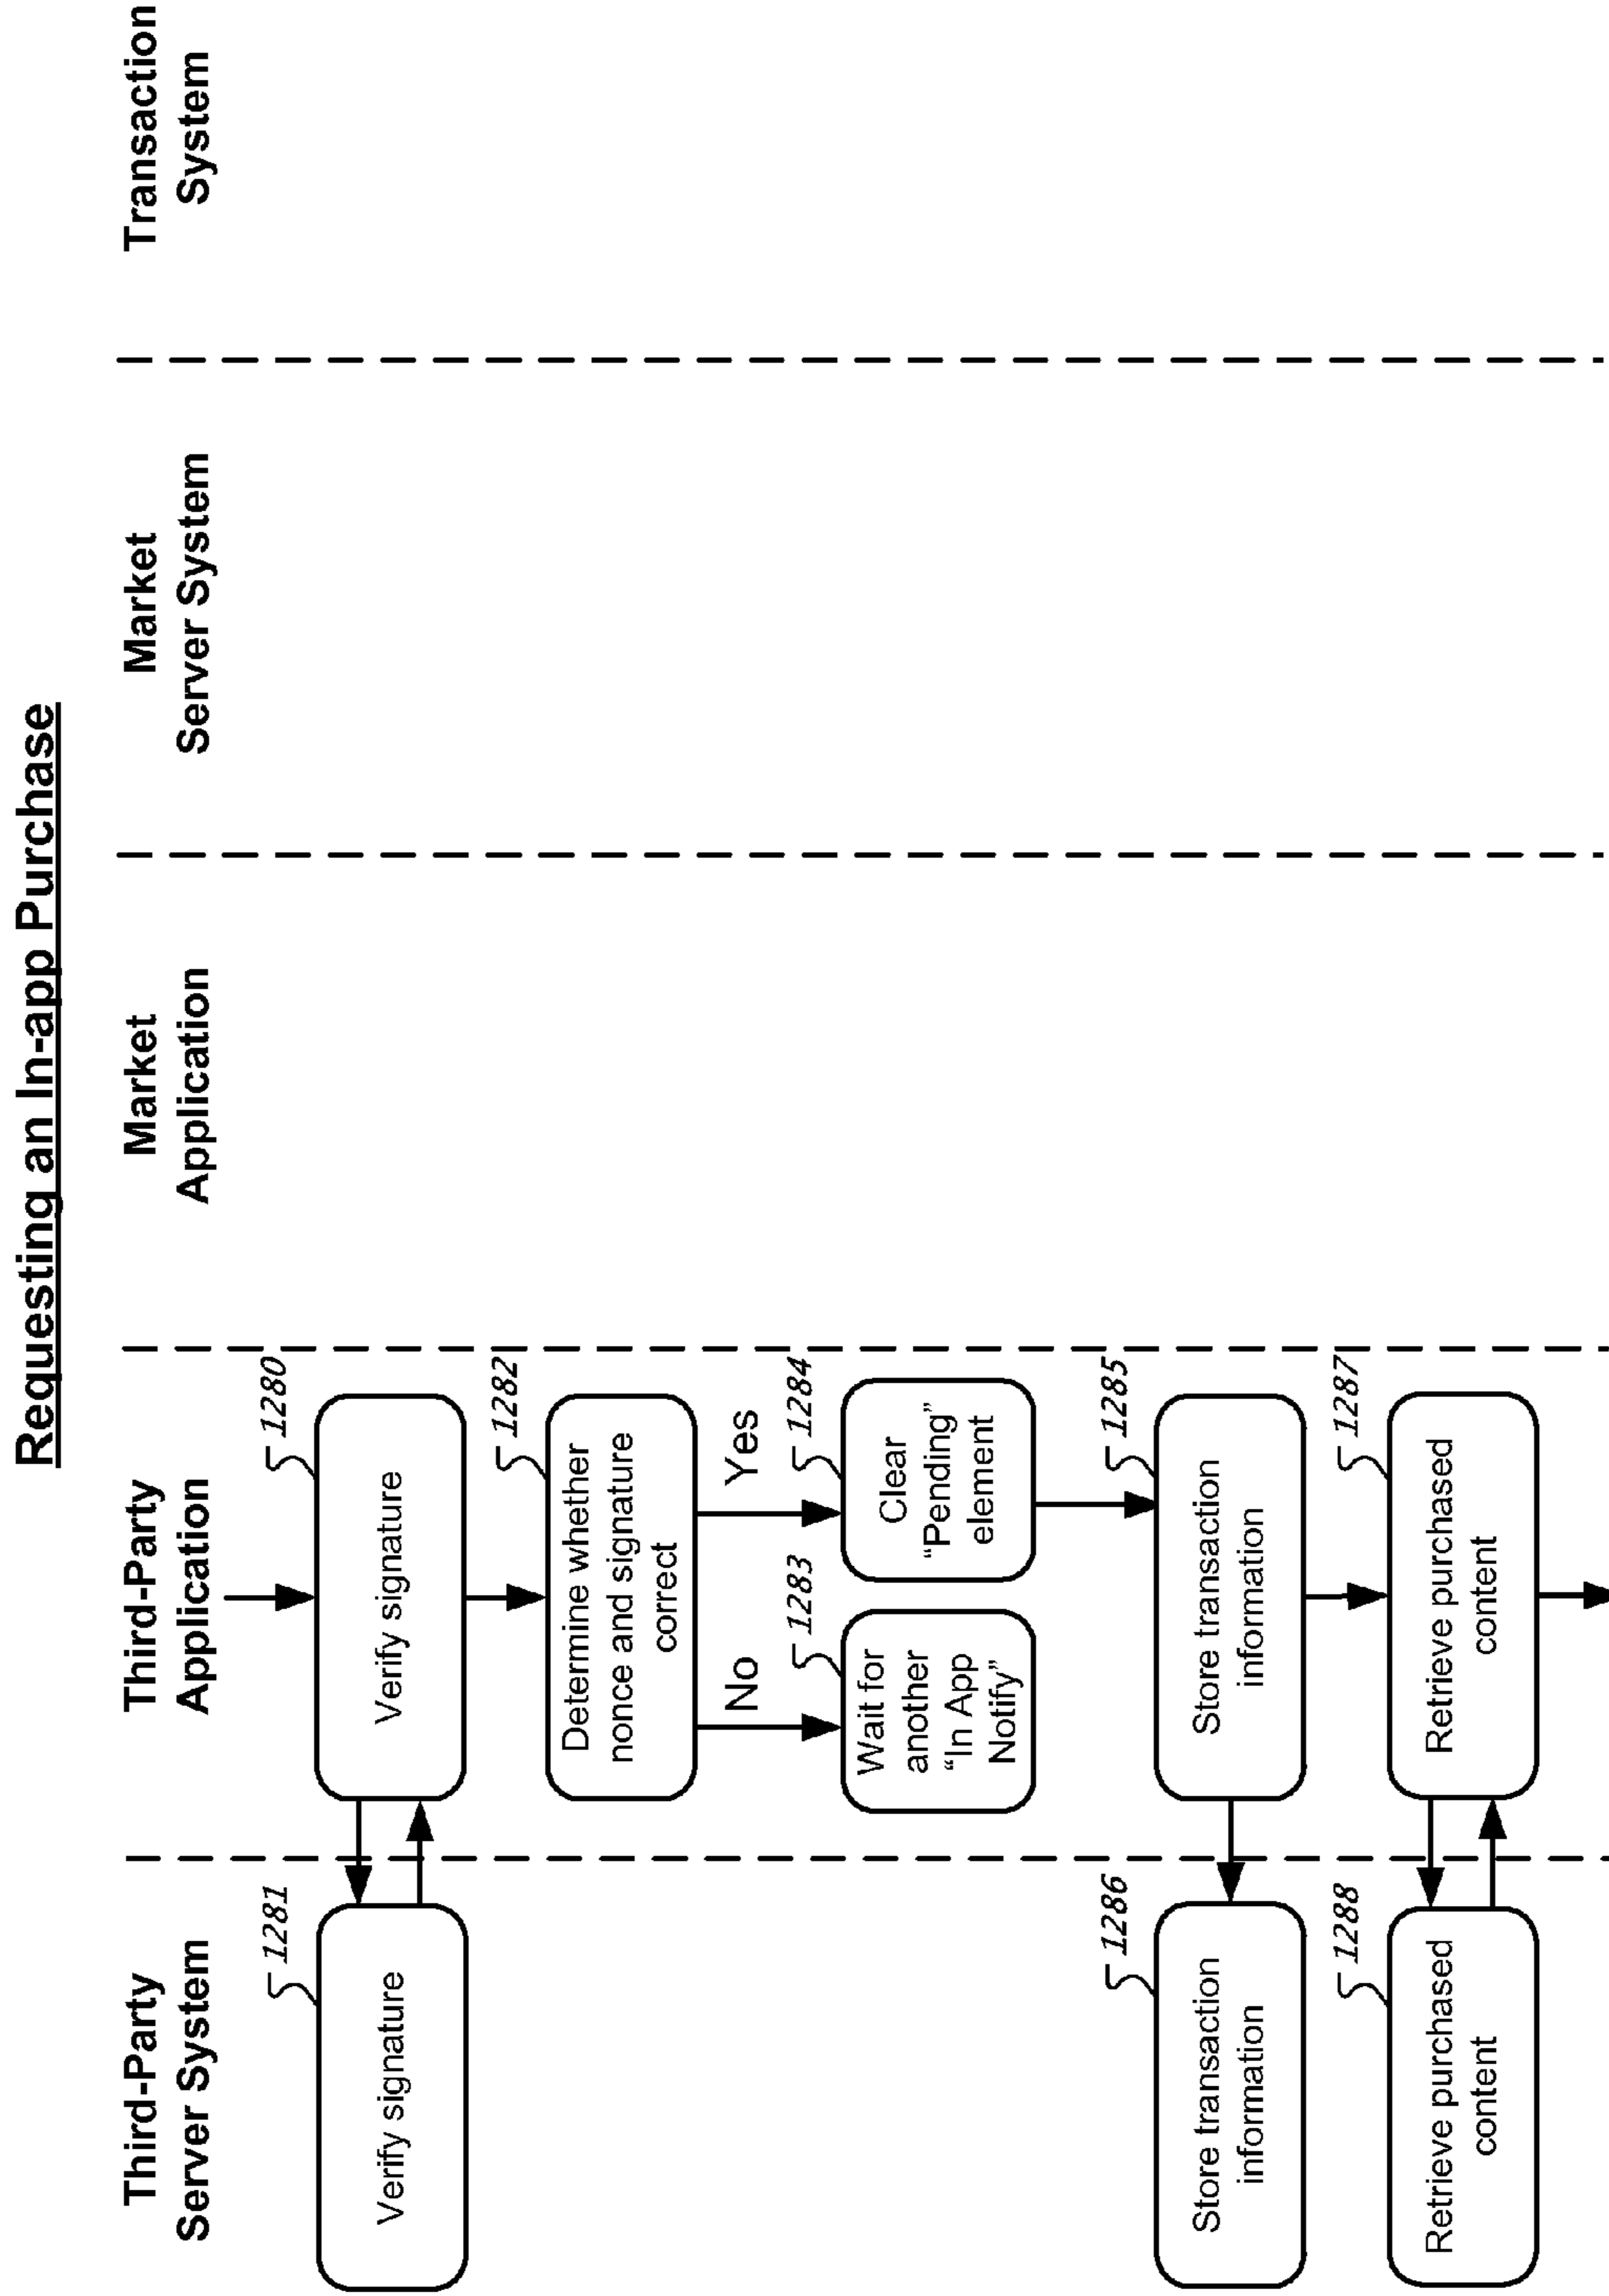 Requesting an In-app Purchase
Third-Party
Server System
Third-Party
Application
Market
Application
Market
Server System
Transaction
System
1281
Verify signature
1280
Verify signature
1282
Determine whether
nonce and signature
correct
No
Yes
1283
Wait for
another
“In App
Notify”
1284
Clear
“Pending”
element
1286
Store transaction
information
1285
Store transaction
information
1288
Retrieve purchased
content
1287
Retrieve purchased
content